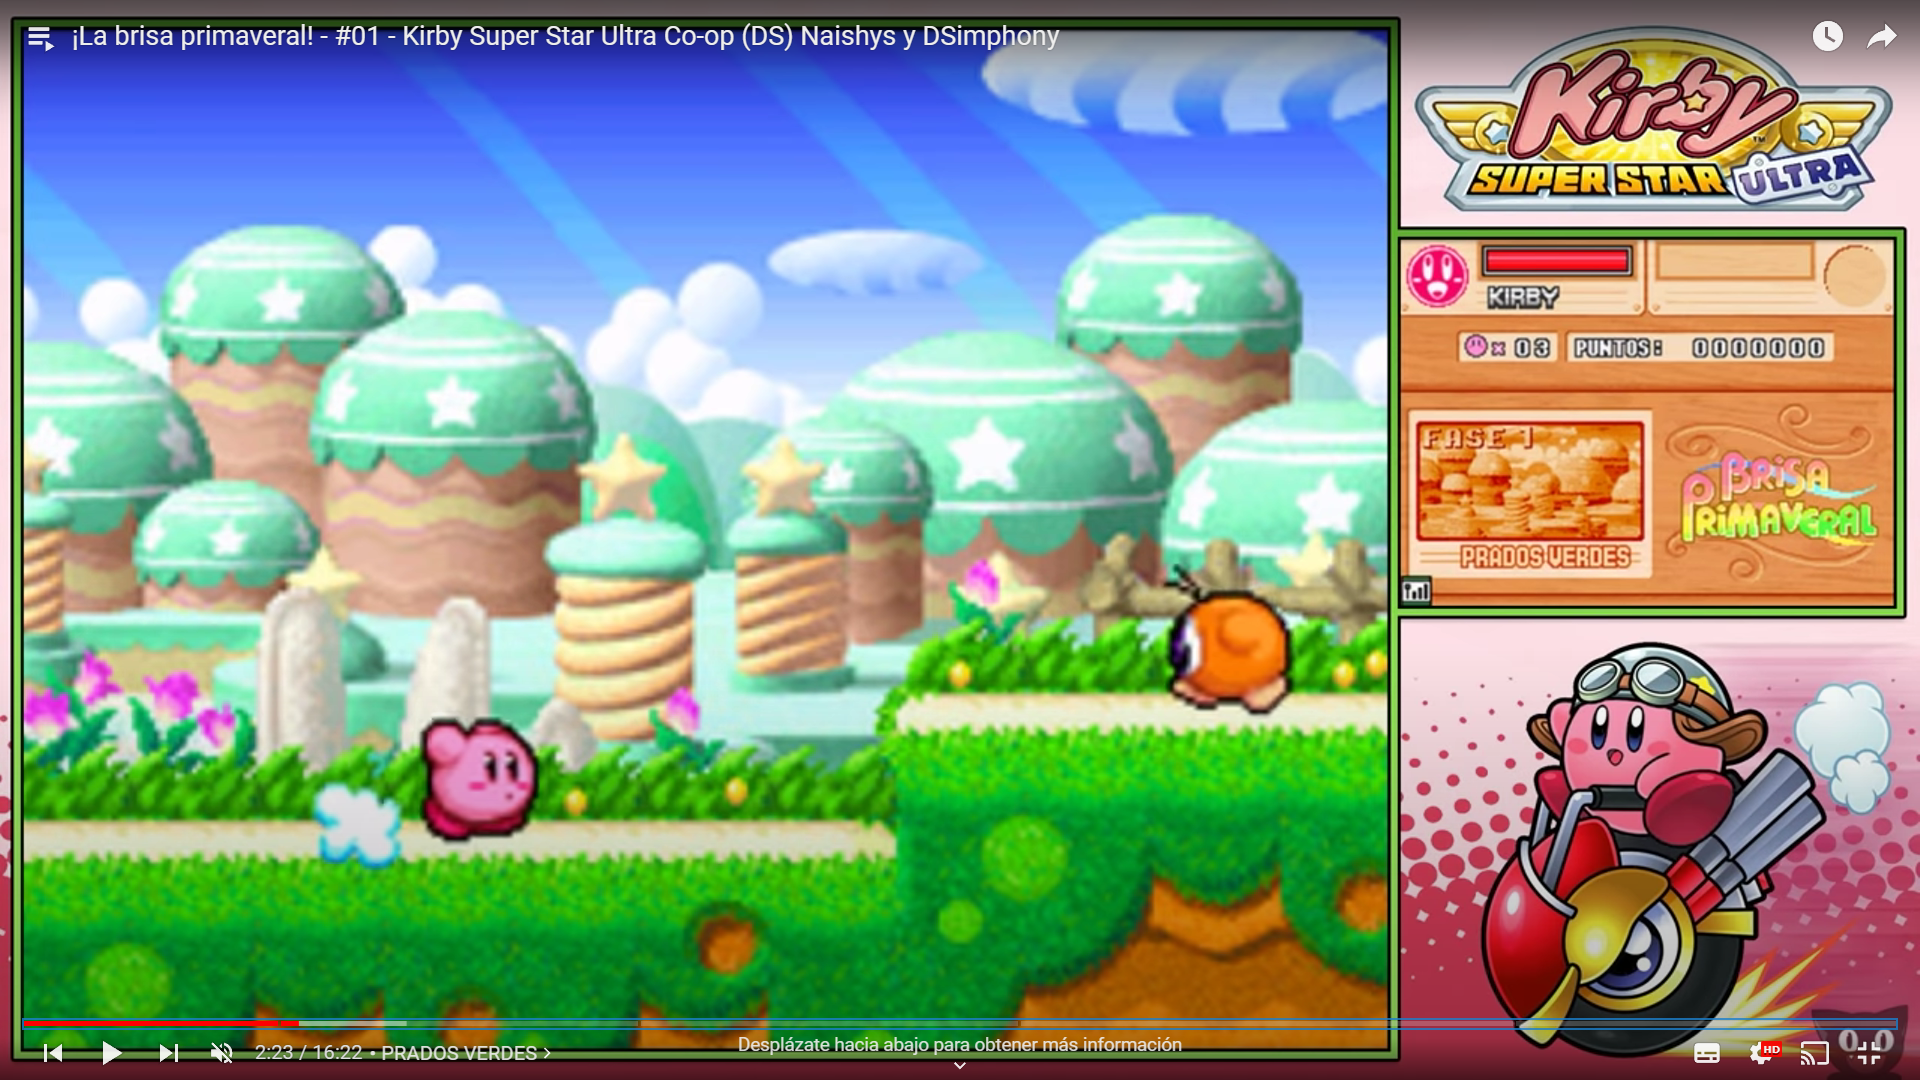 ¡La brisa primaveral! - #01 - Kirby Super Star Ultra Co-op (DS) Naishys y DSimphony
Kirby™
SUPER STAR
ULTRA
KIRBY
x 03
PUNTOS: 0000000
FASE 1
PRADOS VERDES
BRISA
PRIMAVERAL
2:23 / 16:22 • PRADOS VERDES >
Desplázate hacia abajo para obtener más información
HD